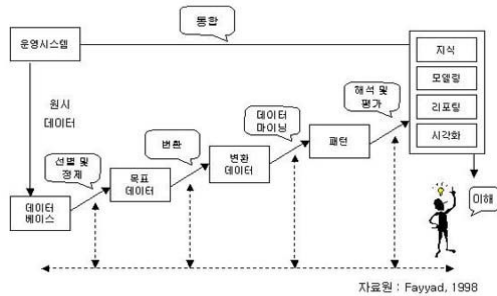 통합
운영시스템
지식
모델링
리포팅
시각화
원시
데이터
해석 및
평가
데이터
마이닝
패턴
변환
변환
데이터
선별 및
정제
목표
데이터
데이터
베이스
이해
자료원 : Fayyad, 1998